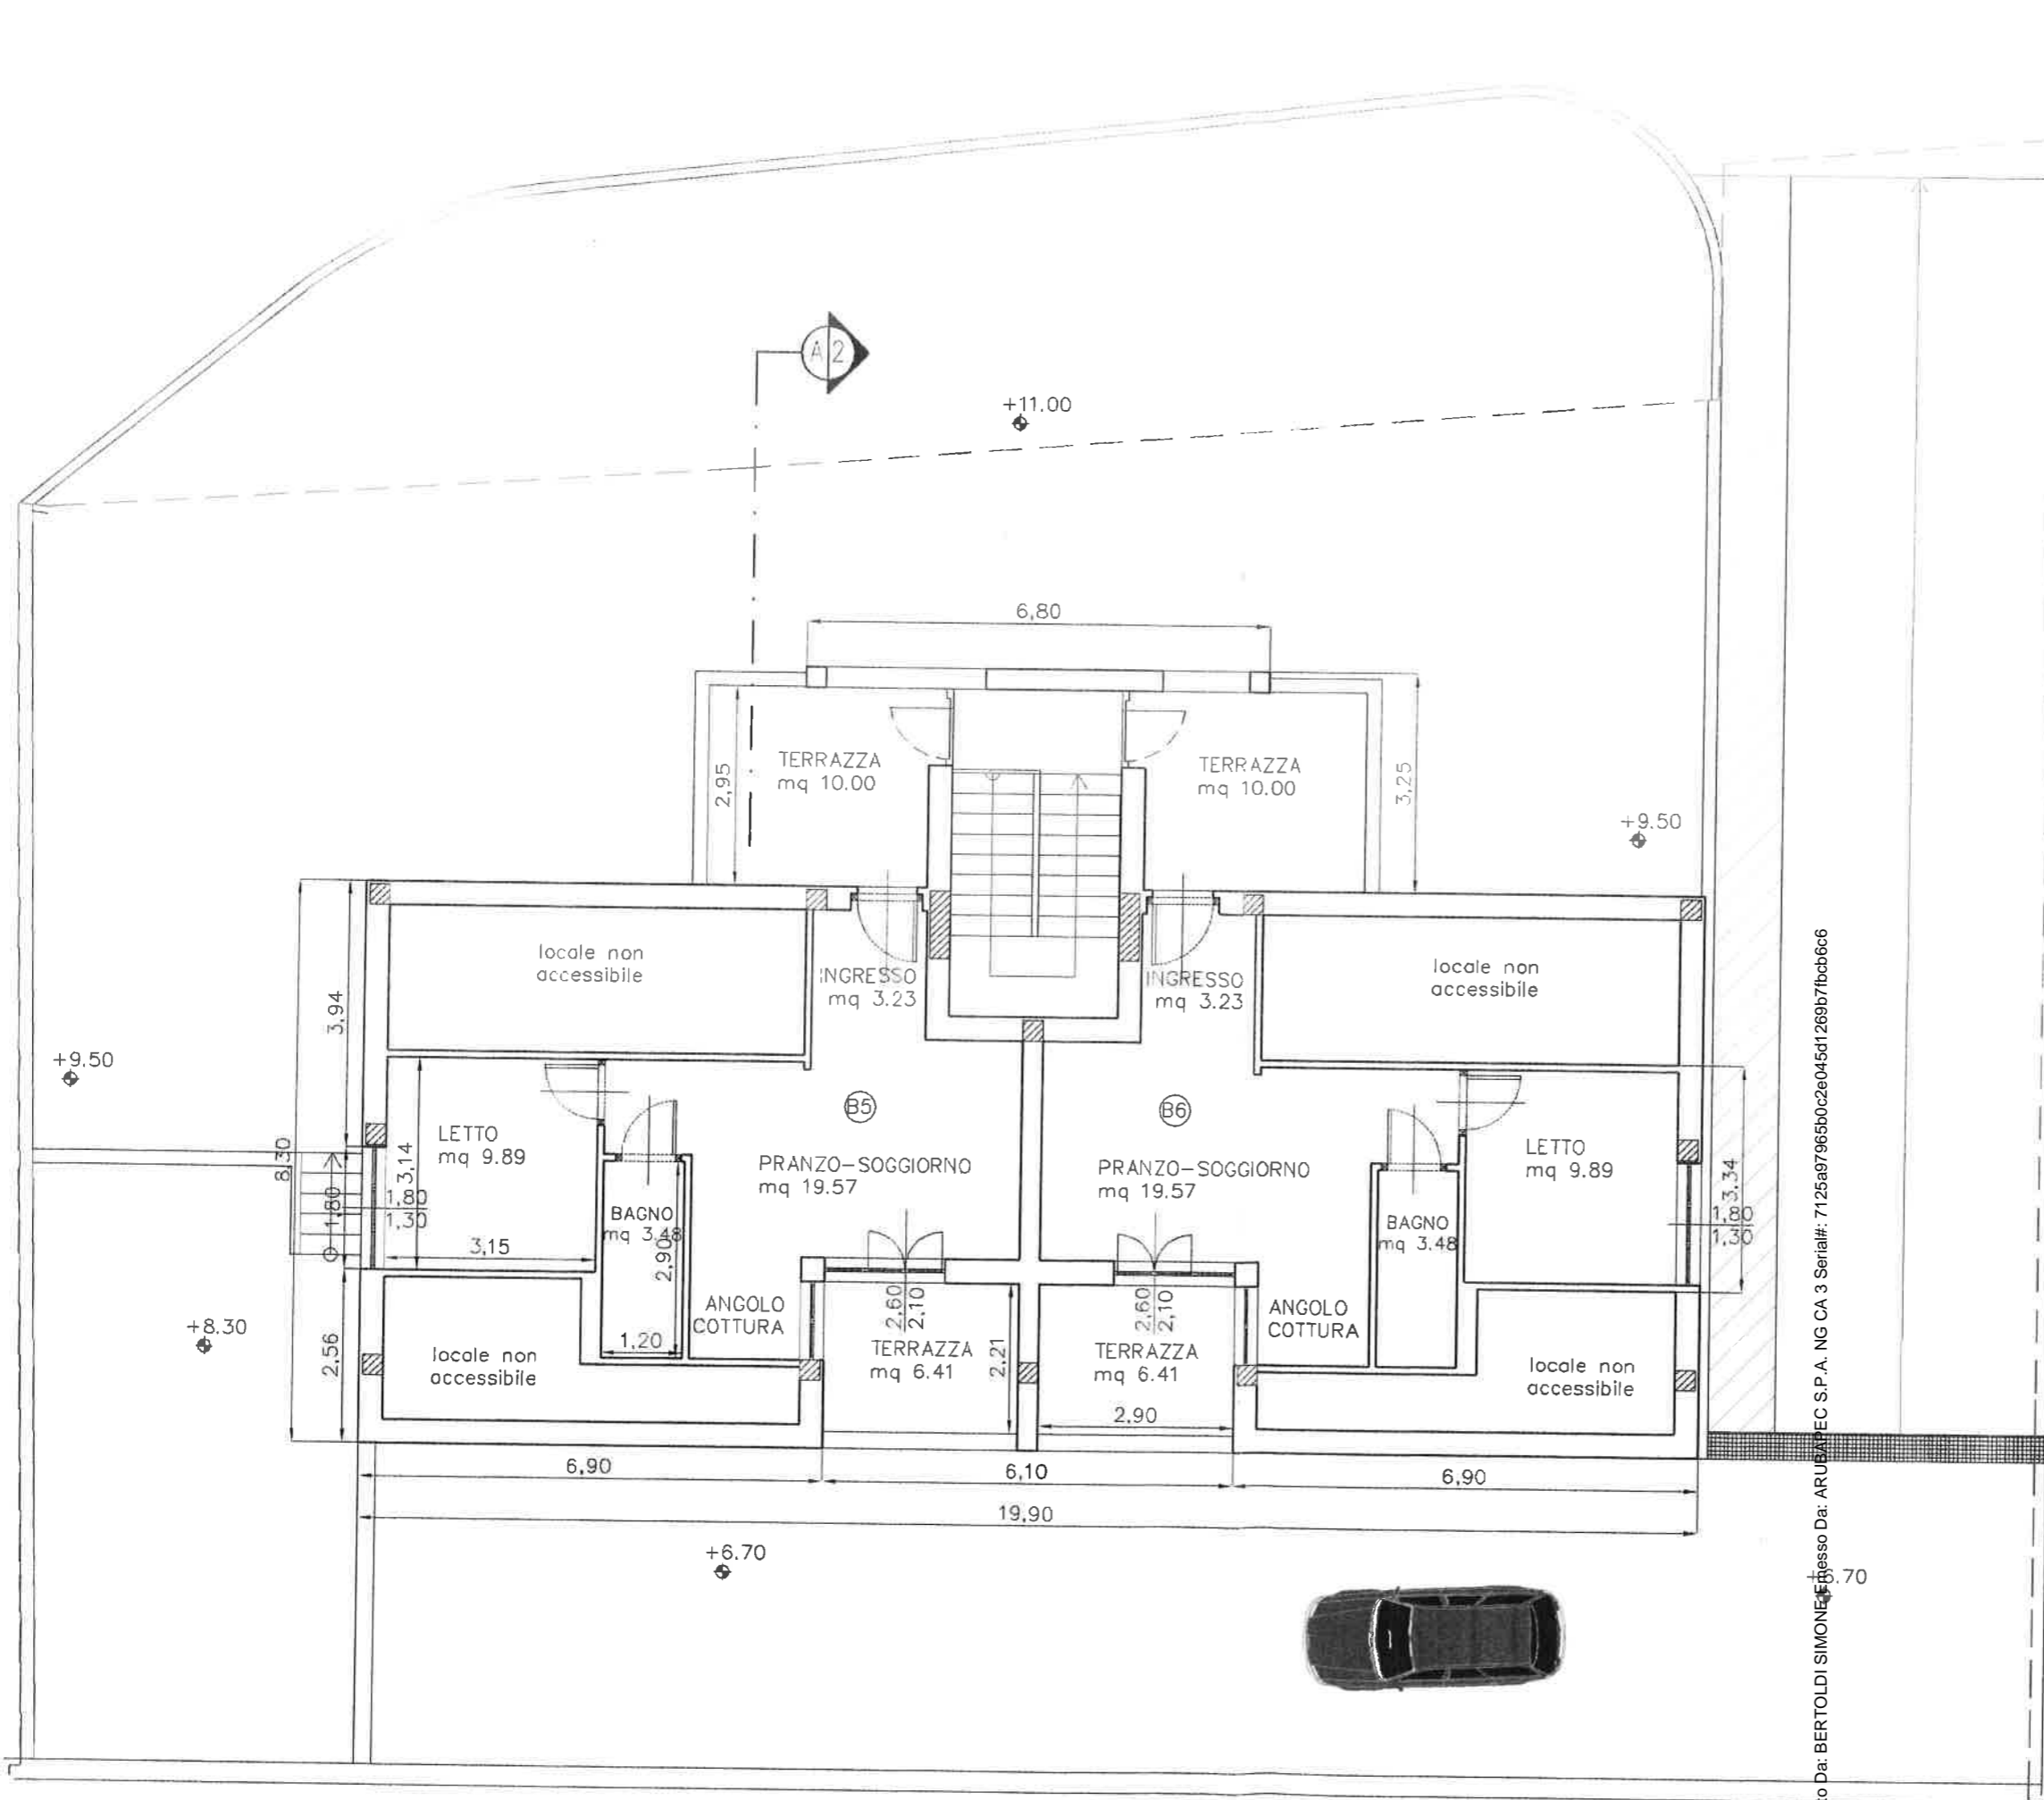 A 2
+11.00
6,80
TERRAZZA
mq 10.00
TERRAZZA
mq 10.00
2,95
3,25
+9.50
locale non
accessibile
INGRESSO
mq 3.23
INGRESSO
mq 3.23
locale non
accessibile
3,94
+9.50
B5
B6
LETTO
mq 9.89
LETTO
mq 9.89
8,30
3,14
PRANZO-SOGGIORNO
mq 19.57
PRANZO-SOGGIORNO
mq 19.57
3,34
1,80
1,80
1,30
1,80
1,30
BAGNO
mq 3.48
BAGNO
mq 3.48
3,15
2,90
2,60
2,10
2,60
2,10
ANGOLO
COTTURA
ANGOLO
COTTURA
+8.30
1,20
2,56
TERRAZZA
mq 6.41
2,21
TERRAZZA
mq 6.41
locale non
accessibile
locale non
accessibile
2,90
6,90
6,10
6,90
19,90
+6.70
+6.70
Da: BERTOLDI SIMONE Emesso Da: ARUBAPEC S.P.A. NG CA 3 Serial#: 7125a97965b0c2e045d1269b7fbcb6c6